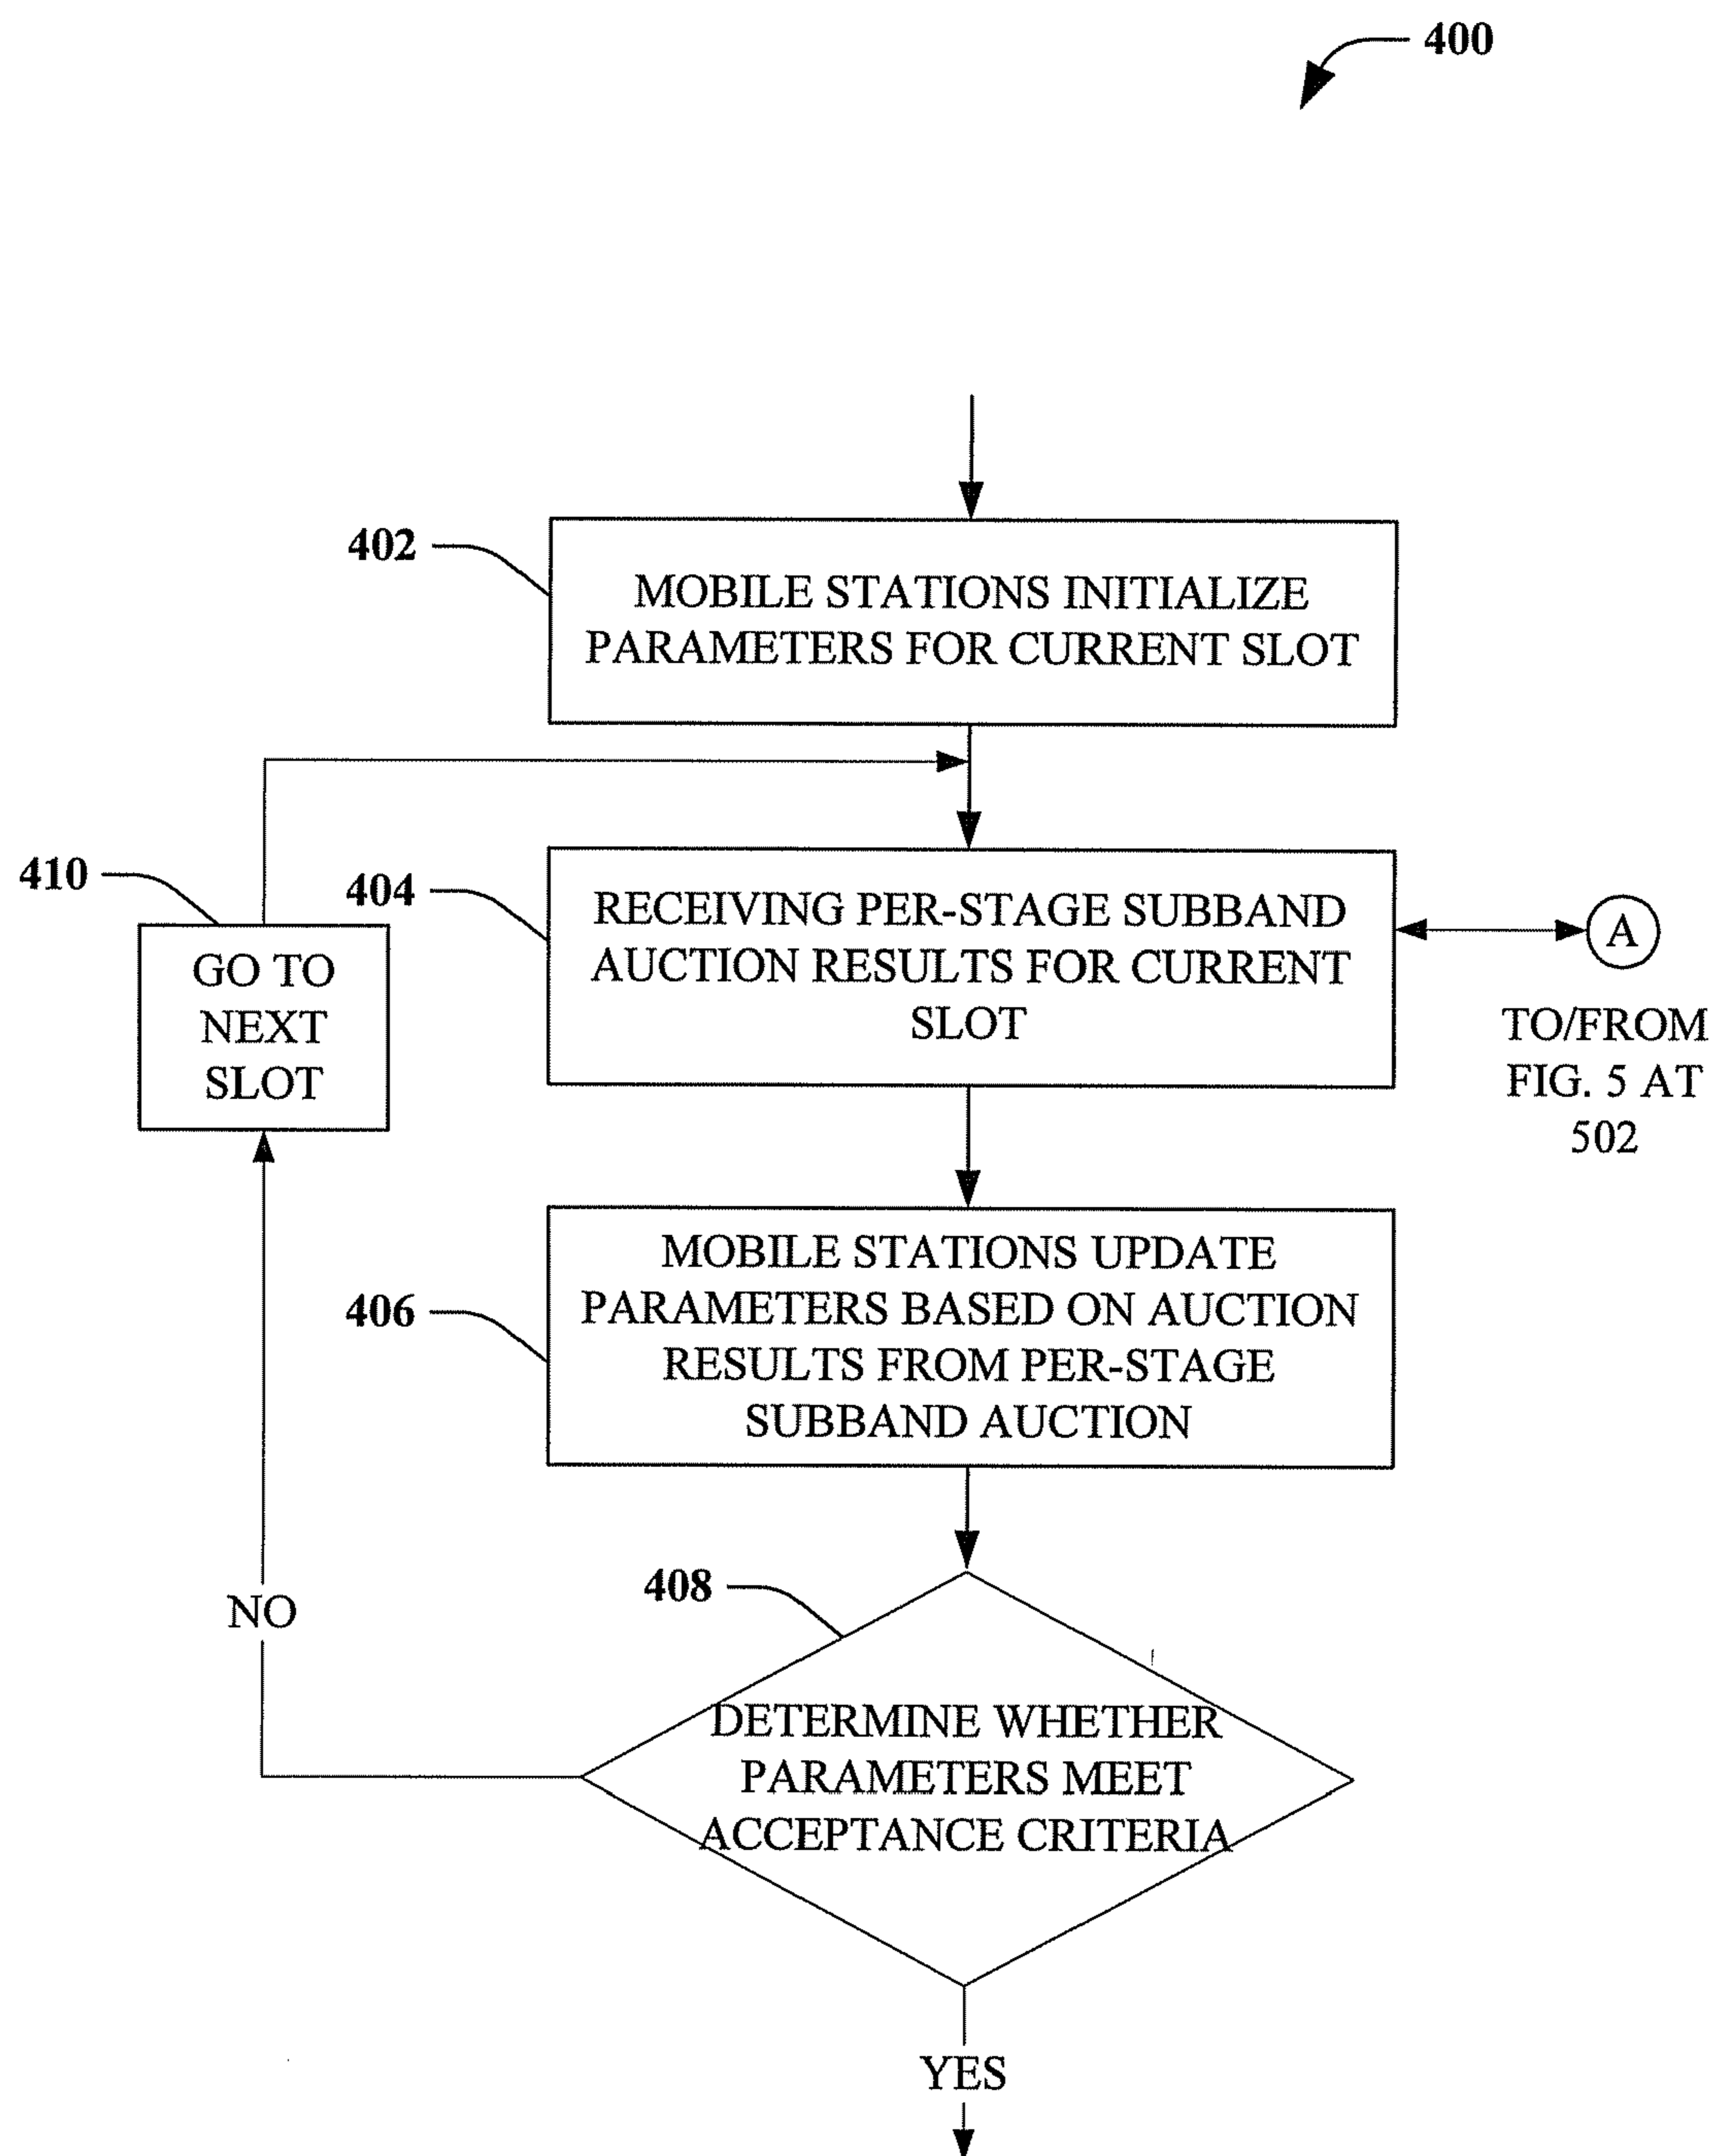 400
402
MOBILE STATIONS INITIALIZE
PARAMETERS FOR CURRENT SLOT
410
404
RECEIVING PER-STAGE SUBBAND
AUCTION RESULTS FOR CURRENT
SLOT
A
TO/FROM
FIG. 5 AT
502
GO TO
NEXT
SLOT
406
MOBILE STATIONS UPDATE
PARAMETERS BASED ON AUCTION
RESULTS FROM PER-STAGE
SUBBAND AUCTION
408
NO
DETERMINE WHETHER
PARAMETERS MEET
ACCEPTANCE CRITERIA
YES